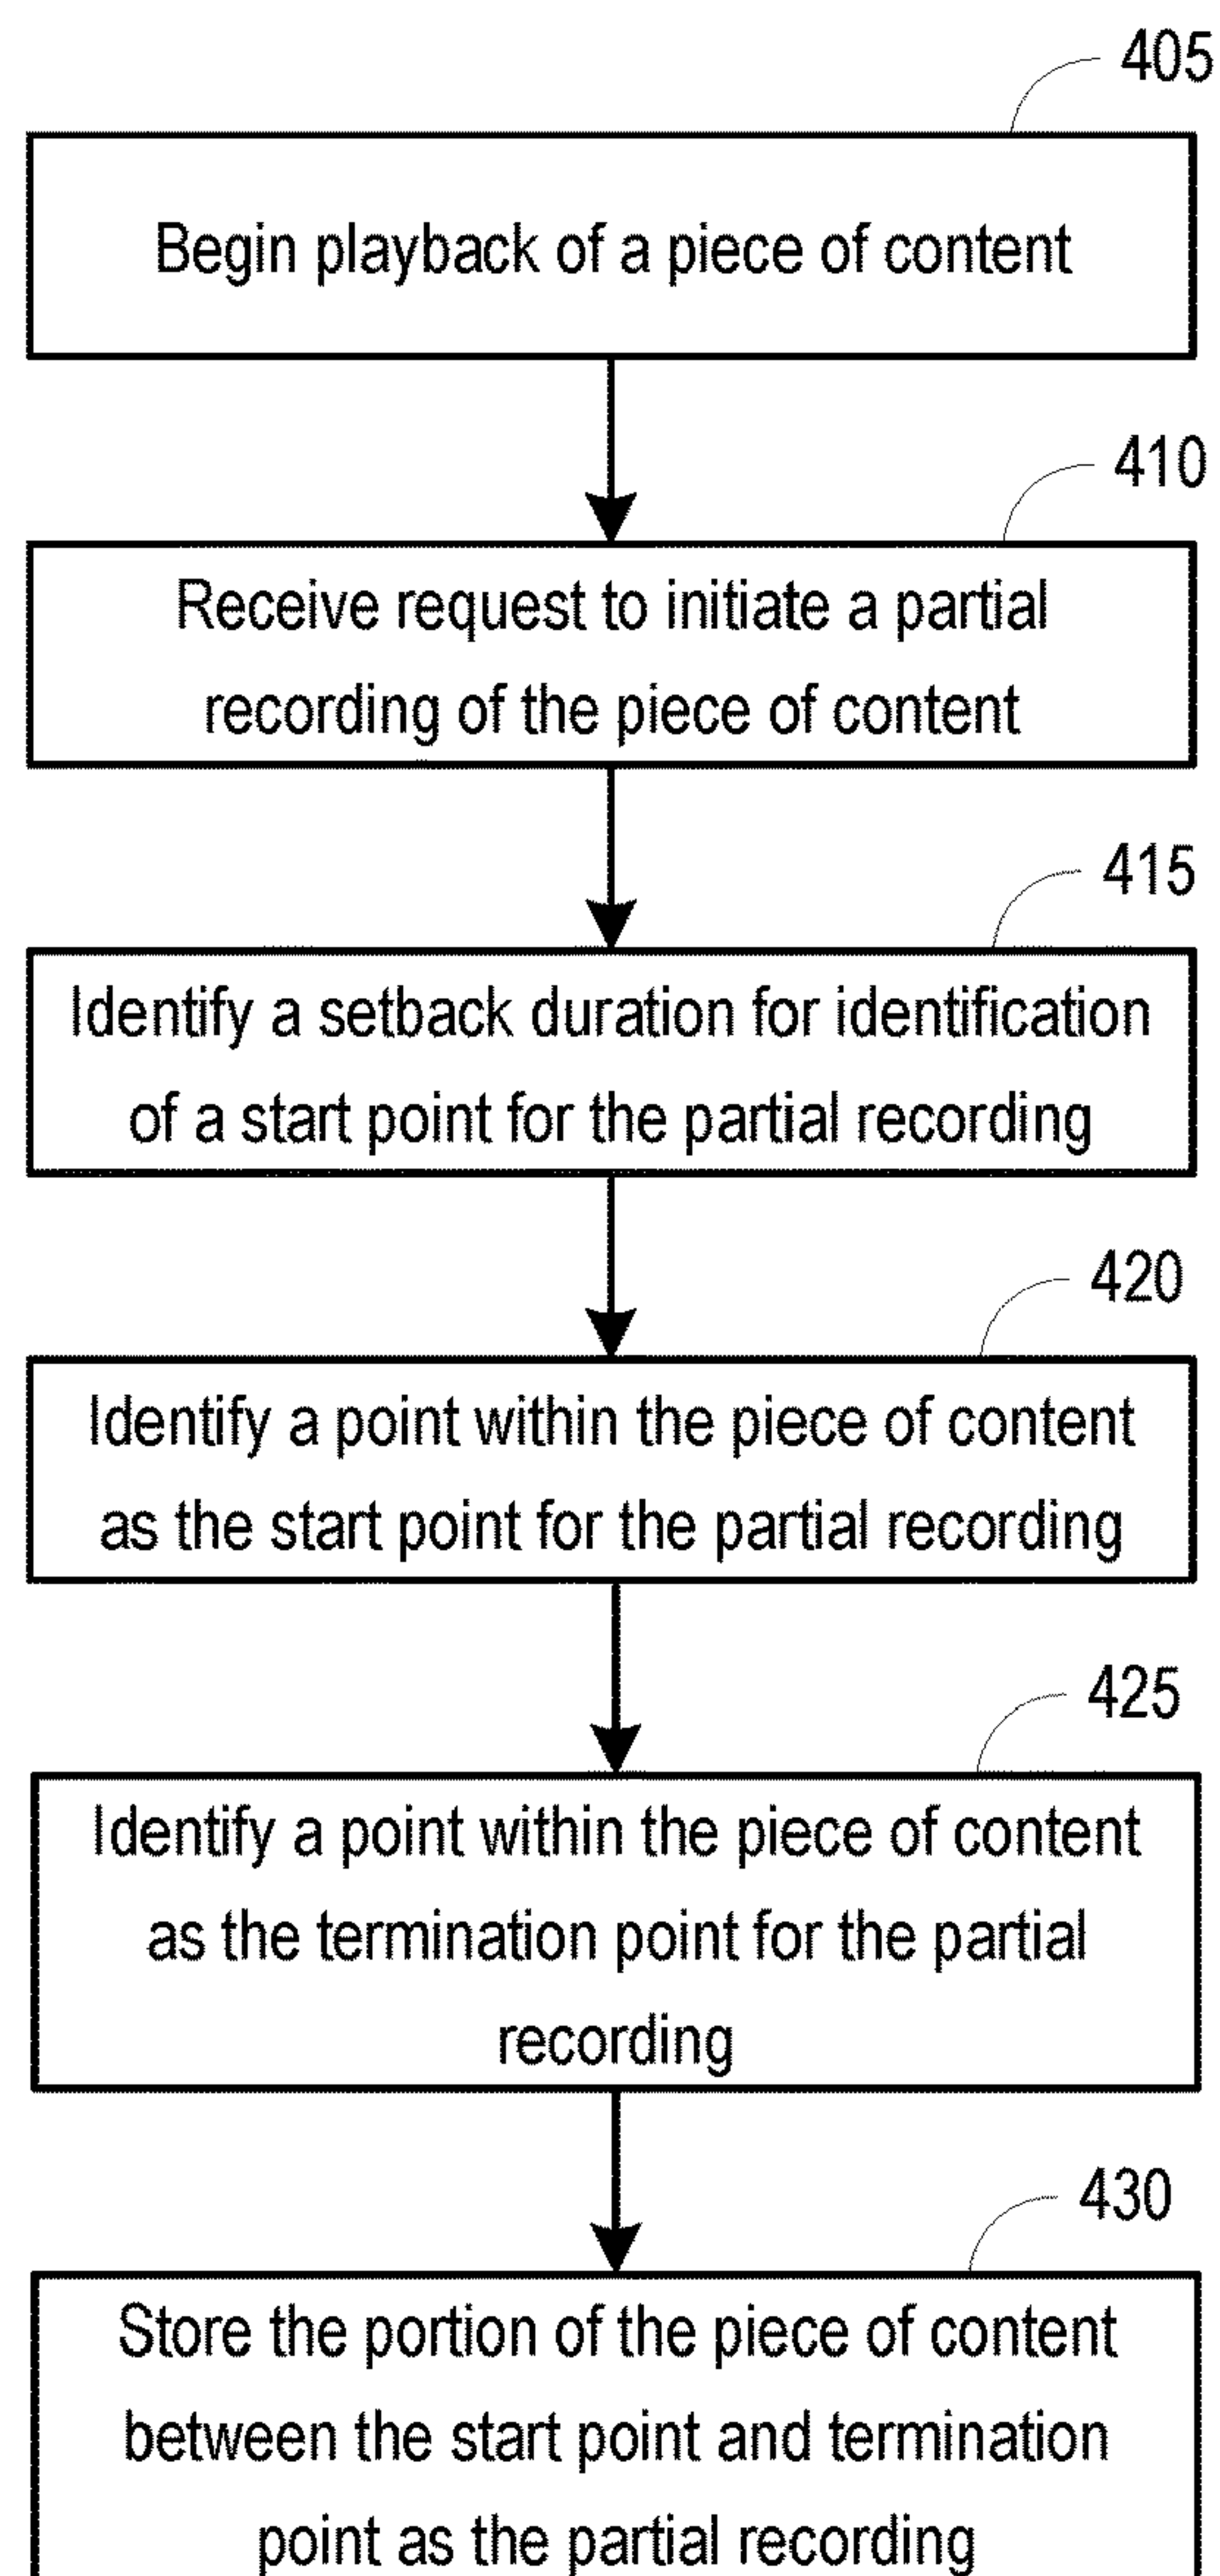 405
Begin playback of a piece of content
410
Receive request to initiate a partial
recording of the piece of content
415
Identify a setback duration for identification
of a start point for the partial recording
420
Identify a point within the piece of content
as the start point for the partial recording
425
Identify a point within the piece of content
as the termination point for the partial
recording
430
Store the portion of the piece of content
between the start point and termination
point as the partial recording